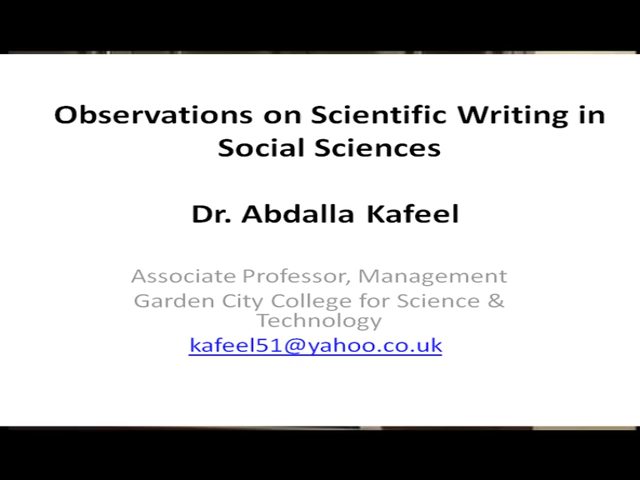 Observations on Scientific Writing in
Social Sciences
Dr. Abdalla Kafeel
Associate Professor, Management
Garden City College for Science &
Technology
kafeel51@yahoo.co.uk